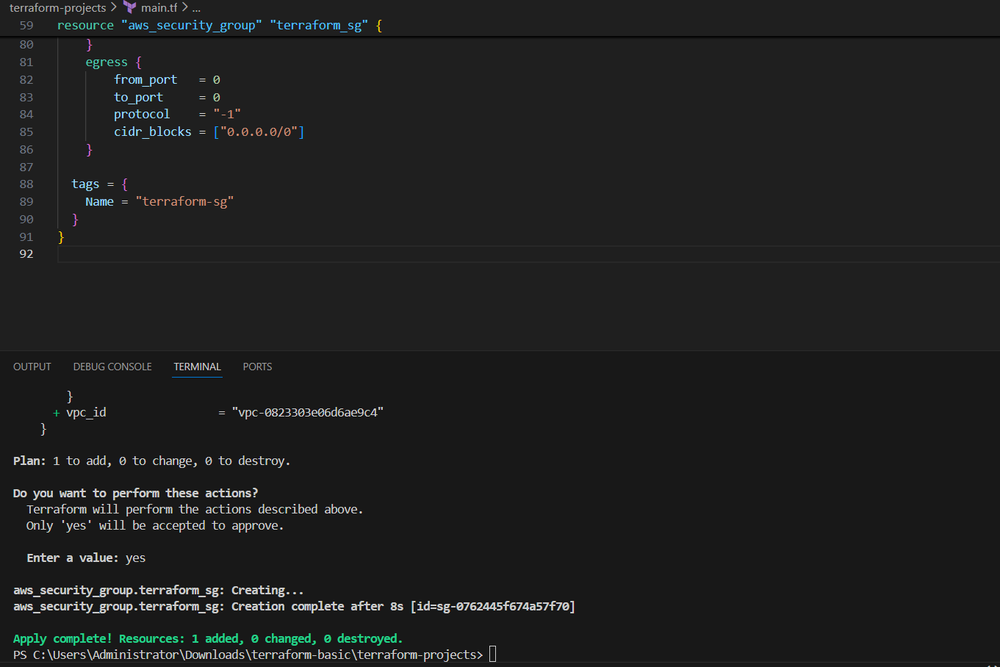 terraform-projects > main.tf > ...
59 resource "aws_security_group" "terraform_sg" {
80 }
81 egress {
82 from_port = 0
83 to_port = 0
84 protocol = "-1"
85 cidr_blocks = ["0.0.0.0/0"]
86 }
87
88 tags = {
89 Name = "terraform-sg"
90 }
91 }
92
OUTPUT DEBUG CONSOLE TERMINAL PORTS
}
+ vpc_id = "vpc-0823303e06d6ae9c4"
}
Plan: 1 to add, 0 to change, 0 to destroy.
Do you want to perform these actions?
Terraform will perform the actions described above.
Only 'yes' will be accepted to approve.
Enter a value: yes
aws_security_group.terraform_sg: Creating...
aws_security_group.terraform_sg: Creation complete after 8s [id=sg-0762445f674a57f70]
Apply complete! Resources: 1 added, 0 changed, 0 destroyed.
PS C:\Users\Administrator\Downloads\terraform-basic\terraform-projects>